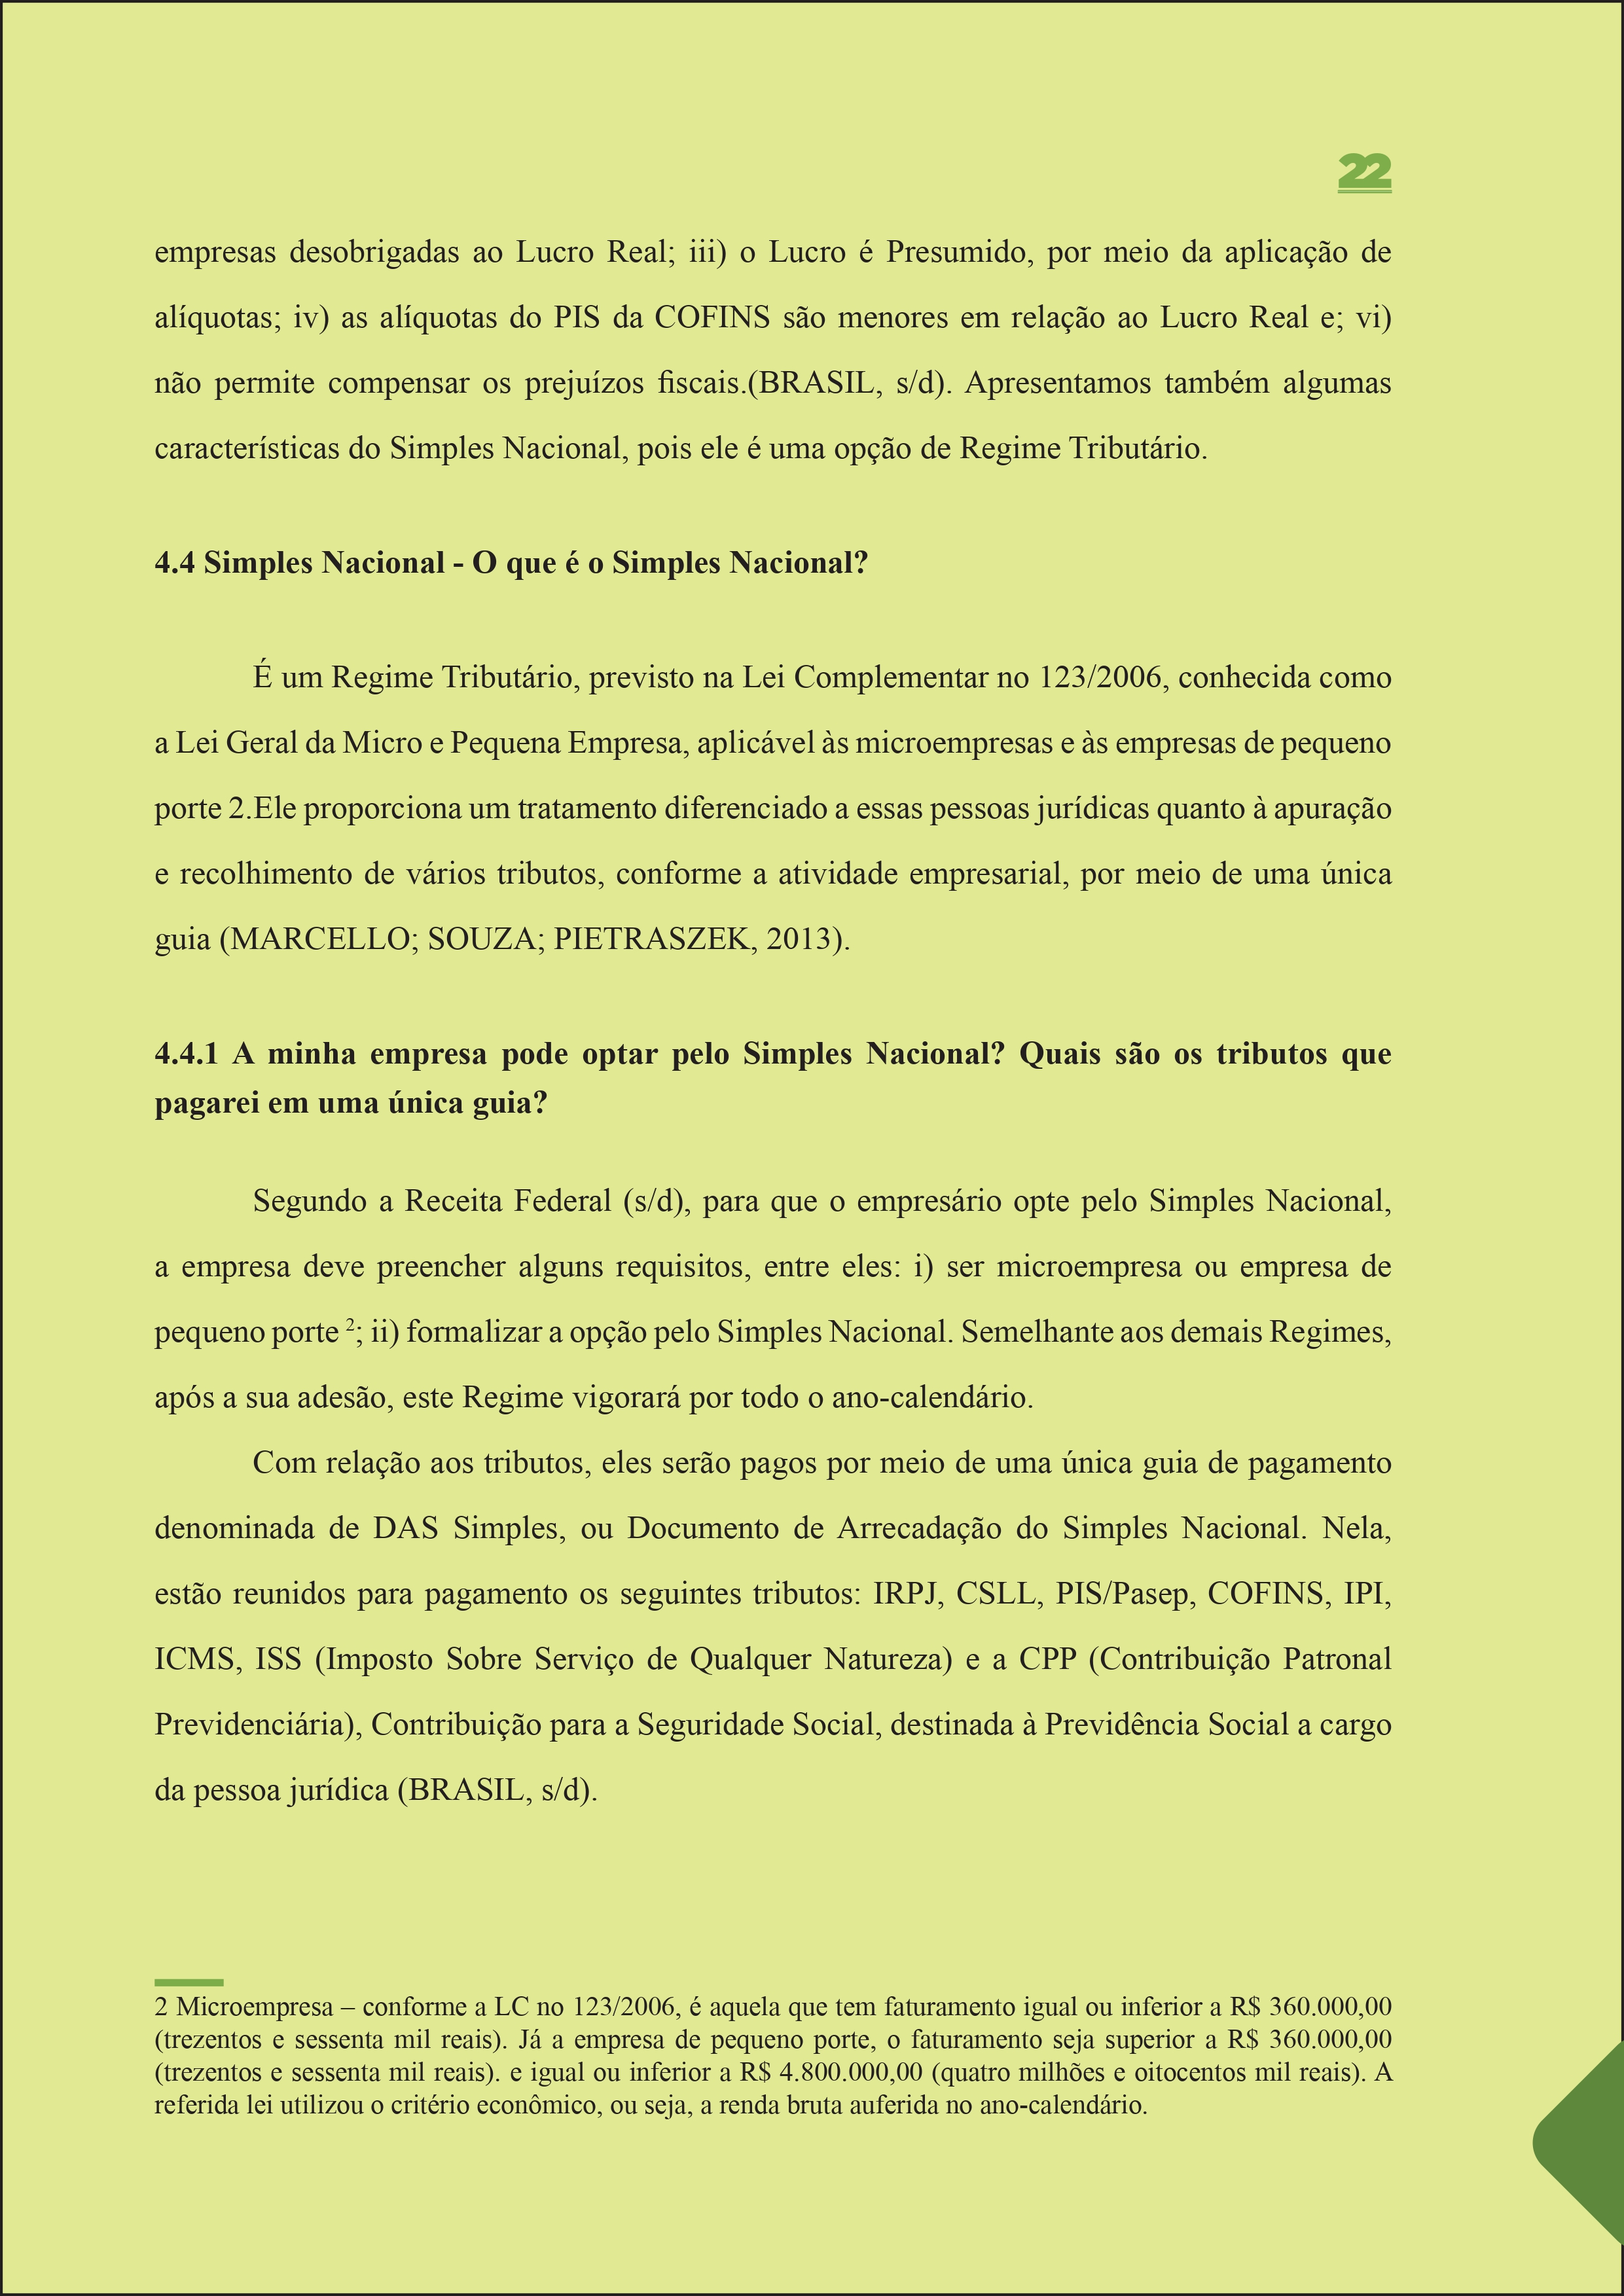 22
empresas desobrigadas ao Lucro Real; iii) o Lucro é Presumido, por meio da aplicação de
alíquotas; iv) as alíquotas do PIS da COFINS são menores em relação ao Lucro Real e; vi)
não permite compensar os prejuízos fiscais.(BRASIL, s/d). Apresentamos também algumas
características do Simples Nacional, pois ele é uma opção de Regime Tributário.
4.4 Simples Nacional - O que é o Simples Nacional?
É um Regime Tributário, previsto na Lei Complementar no 123/2006, conhecida como
a Lei Geral da Micro e Pequena Empresa, aplicável às microempresas e às empresas de pequeno
porte 2.Ele proporciona um tratamento diferenciado a essas pessoas jurídicas quanto à apuração
e recolhimento de vários tributos, conforme a atividade empresarial, por meio de uma única
guia (MARCELLO; SOUZA; PIETRASZEK, 2013).
4.4.1 A minha empresa pode optar pelo Simples Nacional? Quais são os tributos que
pagarei em uma única guia?
Segundo a Receita Federal (s/d), para que o empresário opte pelo Simples Nacional,
a empresa deve preencher alguns requisitos, entre eles: i) ser microempresa ou empresa de
pequeno porte ²; ii) formalizar a opção pelo Simples Nacional. Semelhante aos demais Regimes,
após a sua adesão, este Regime vigorará por todo o ano-calendário.
Com relação aos tributos, eles serão pagos por meio de uma única guia de pagamento
denominada de DAS Simples, ou Documento de Arrecadação do Simples Nacional. Nela,
estão reunidos para pagamento os seguintes tributos: IRPJ, CSLL, PIS/Pasep, COFINS, IPI,
ICMS, ISS (Imposto Sobre Serviço de Qualquer Natureza) e a CPP (Contribuição Patronal
Previdenciária), Contribuição para a Seguridade Social, destinada à Previdência Social a cargo
da pessoa jurídica (BRASIL, s/d).
2 Microempresa – conforme a LC no 123/2006, é aquela que tem faturamento igual ou inferior a R$ 360.000,00
(trezentos e sessenta mil reais). Já a empresa de pequeno porte, o faturamento seja superior a R$ 360.000,00
(trezentos e sessenta mil reais). e igual ou inferior a R$ 4.800.000,00 (quatro milhões e oitocentos mil reais). A
referida lei utilizou o critério econômico, ou seja, a renda bruta auferida no ano-calendário.